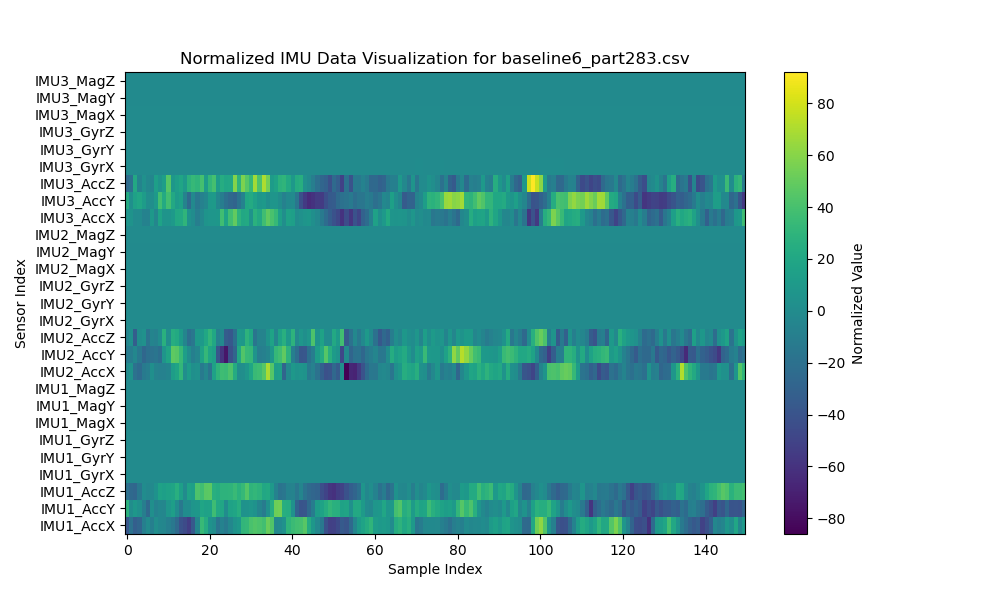 Normalized IMU Data Visualization for baseline6_part283.csv
IMU3_MagZ
IMU3_MagY
IMU3_MagX
IMU3_GyrZ
IMU3_GyrY
IMU3_GyrX
IMU3_AccZ
IMU3_AccY
IMU3_AccX
IMU2_MagZ
IMU2_MagY
IMU2_MagX
IMU2_GyrZ
IMU2_GyrY
IMU2_GyrX
IMU2_AccZ
IMU2_AccY
IMU2_AccX
IMU1_MagZ
IMU1_MagY
IMU1_MagX
IMU1_GyrZ
IMU1_GyrY
IMU1_GyrX
IMU1_AccZ
IMU1_AccY
IMU1_AccX
Sensor Index
0 20 40 60 80 100 120 140
Sample Index
80
60
40
20
0
−20
−40
−60
−80
Normalized Value